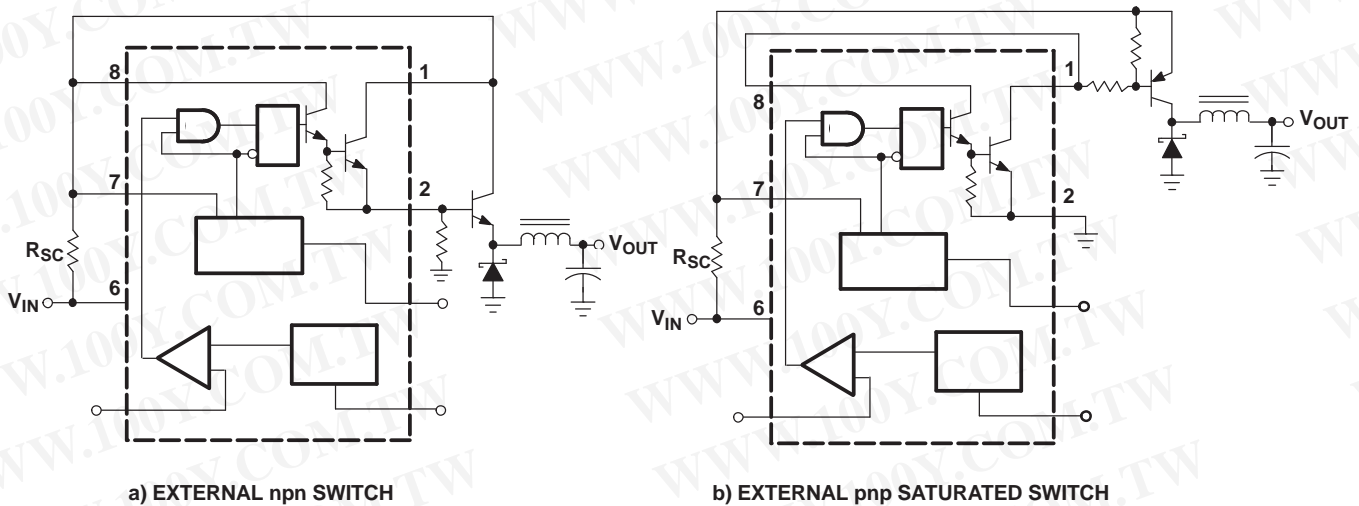 8
1
7
2
RSC
VIN
6
VOUT
a) EXTERNAL npn SWITCH
1
8
VOUT
7
2
RSC
VIN
6
b) EXTERNAL pnp SATURATED SWITCH
WWW.100Y.COM.TW